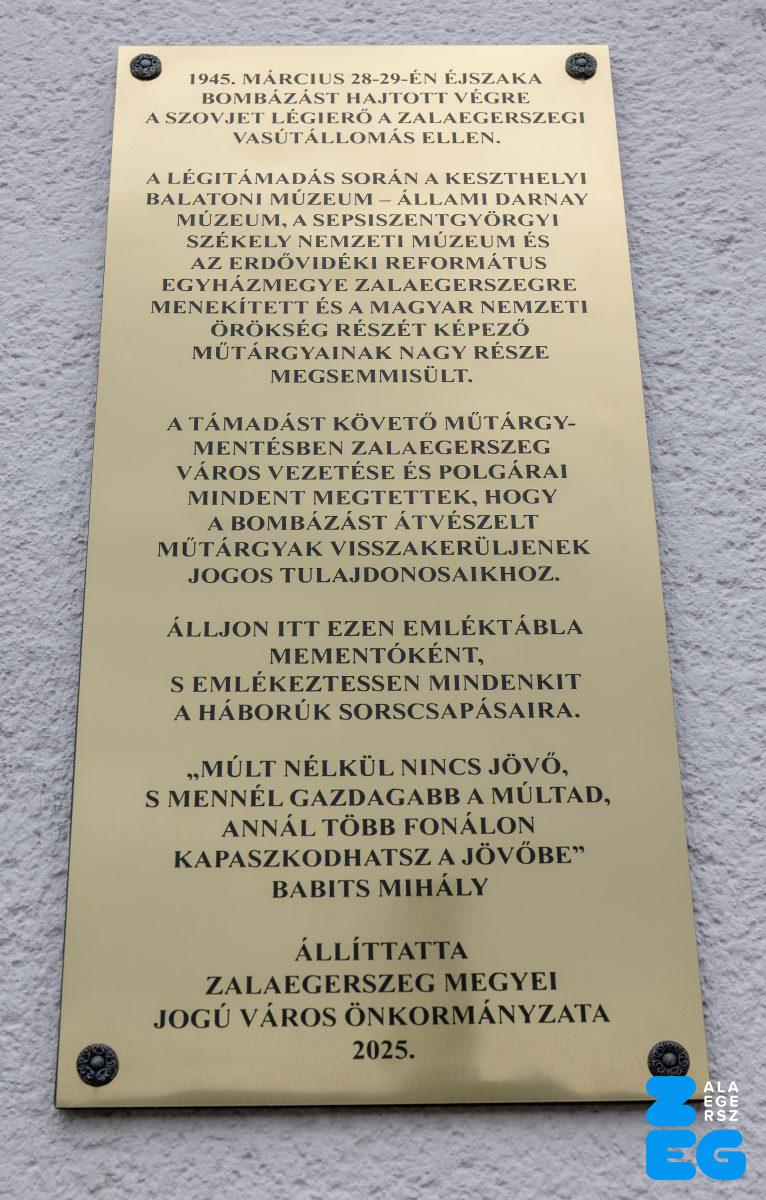 1945. MÁRCIUS 28-29-ÉN ÉJSZAKA
BOMBÁZÁST HAJTOTT VÉGRE
A SZOVJET LÉGIERŐ A ZALAEGERSZEGI
VASÚTÁLLOMÁS ELLEN.
A LÉGITÁMADÁS SORÁN A KESZTHELYI
BALATONI MÚZEUM – ÁLLAMI DARNAY
MÚZEUM, A SEPSISZENTGYÖRGYI
SZÉKELY NEMZETI MÚZEUM ÉS
AZ ERDŐVIDÉKI REFORMÁTUS
EGYHÁZMEGYE ZALAEGERSZEGRE
MENEKÍTETT ÉS A MAGYAR NEMZETI
ÖRÖKSÉG RÉSZÉT KÉPEZŐ
MŰTÁRGYAINAK NAGY RÉSZE
MEGSEMMISÜLT.
A TÁMADÁST KÖVETŐ MŰTÁRGY-
MENTÉSBEN ZALAEGERSZEG
VÁROS VEZETÉSE ÉS POLGÁRAI
MINDENT MEGTETTEK, HOGY
A BOMBÁZÁST ÁTVÉSZELT
MŰTÁRGYAK VISSZAKERÜLJENEK
JOGOS TULAJDONOSAIKHOZ.
ÁLLJON ITT EZEN EMLÉKTÁBLA
MEMENTÓKÉNT,
S EMLÉKEZTESSEN MINDENKIT
A HÁBORÚK SORSCSAPÁSAIRA.
„MÚLT NÉLKÜL NINCS JÖVŐ,
S MENNÉL GAZDAGABB A MÚLTAD,
ANNÁL TÖBB FONÁLON
KAPASZKODHATSZ A JÖVŐBE”
BABITS MIHÁLY
ÁLLÍTTATTA
ZALAEGERSZEG MEGYEI
JOGÚ VÁROS ÖNKORMÁNYZATA
2025.
Z ALA
EGE
RSZ
EG